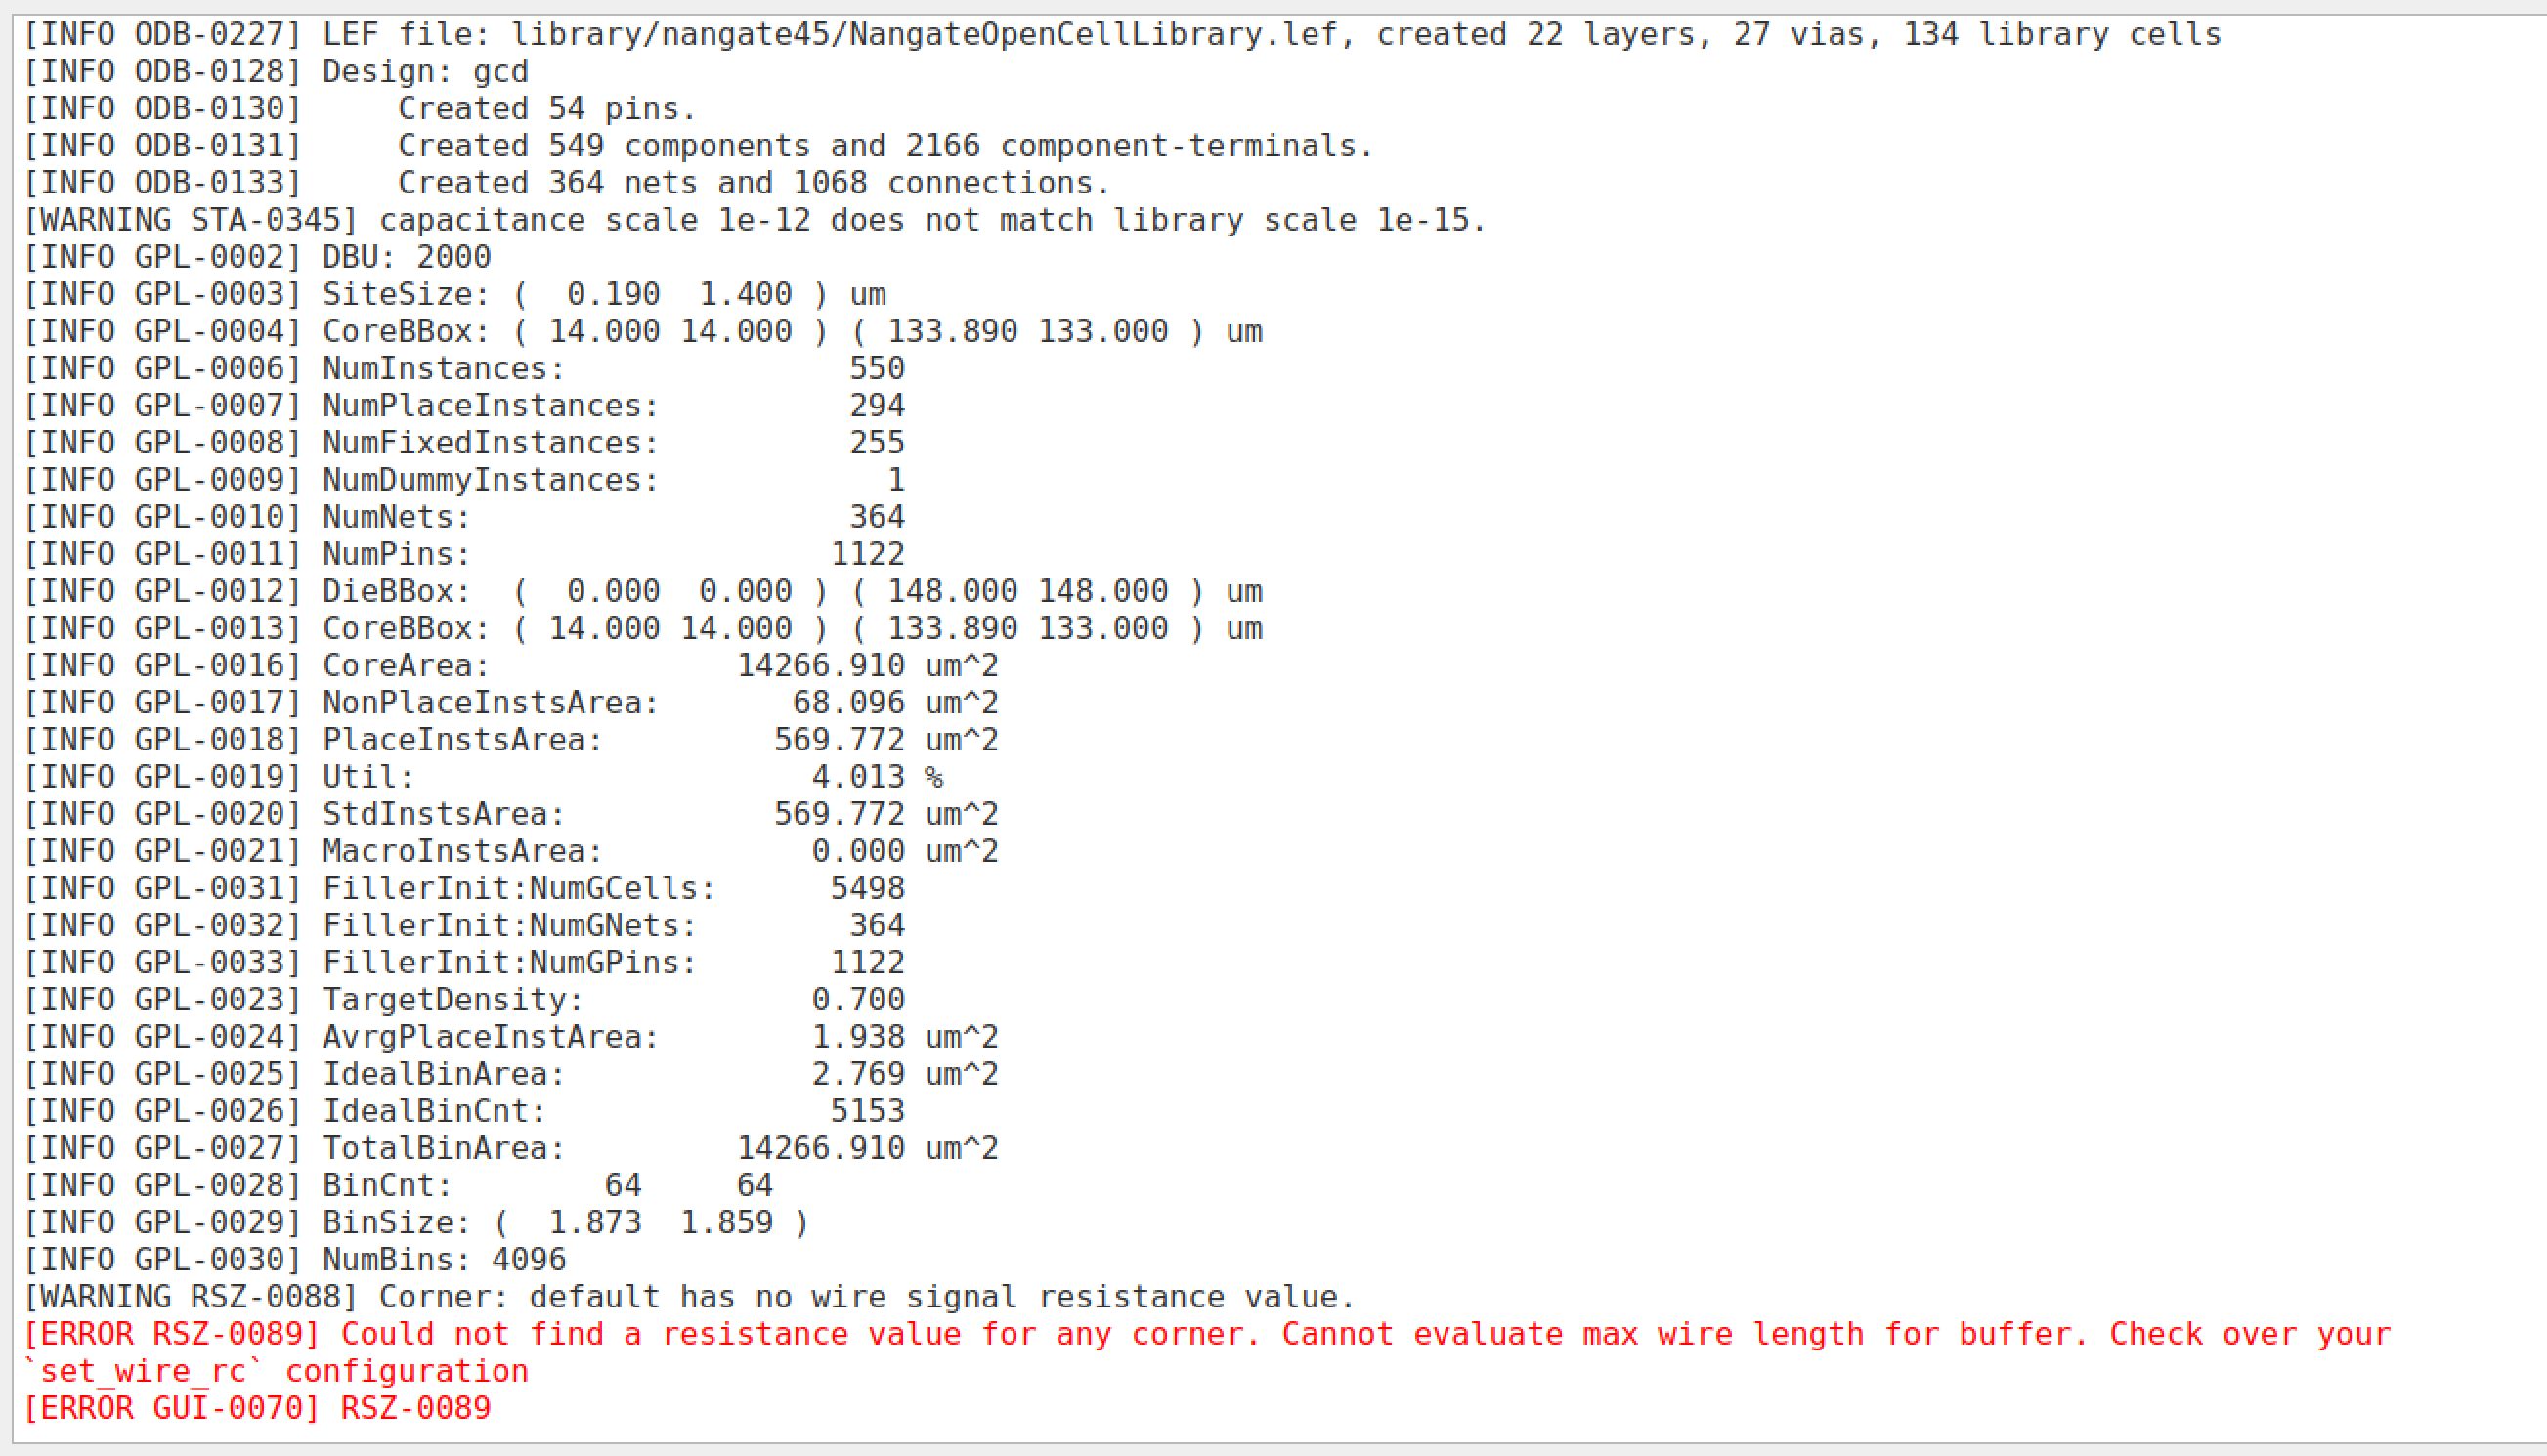 [INFO ODB-0227] LEF file: library/nangate45/NangateOpenCellLibrary.lef, created 22 layers, 27 vias, 134 library cells
[INFO ODB-0128] Design: gcd
[INFO ODB-0130]     Created 54 pins.
[INFO ODB-0131]     Created 549 components and 2166 component-terminals.
[INFO ODB-0133]     Created 364 nets and 1068 connections.
[WARNING STA-0345] capacitance scale 1e-12 does not match library scale 1e-15.
[INFO GPL-0002] DBU: 2000
[INFO GPL-0003] SiteSize: (  0.190  1.400 ) um
[INFO GPL-0004] CoreBBox: ( 14.000 14.000 ) ( 133.890 133.000 ) um
[INFO GPL-0006] NumInstances:               550
[INFO GPL-0007] NumPlaceInstances:          294
[INFO GPL-0008] NumFixedInstances:          255
[INFO GPL-0009] NumDummyInstances:            1
[INFO GPL-0010] NumNets:                    364
[INFO GPL-0011] NumPins:                   1122
[INFO GPL-0012] DieBBox:  (  0.000  0.000 ) ( 148.000 148.000 ) um
[INFO GPL-0013] CoreBBox: ( 14.000 14.000 ) ( 133.890 133.000 ) um
[INFO GPL-0016] CoreArea:             14266.910 um^2
[INFO GPL-0017] NonPlaceInstsArea:       68.096 um^2
[INFO GPL-0018] PlaceInstsArea:         569.772 um^2
[INFO GPL-0019] Util:                     4.013 %
[INFO GPL-0020] StdInstsArea:           569.772 um^2
[INFO GPL-0021] MacroInstsArea:           0.000 um^2
[INFO GPL-0031] FillerInit:NumGCells:      5498
[INFO GPL-0032] FillerInit:NumGNets:        364
[INFO GPL-0033] FillerInit:NumGPins:       1122
[INFO GPL-0023] TargetDensity:            0.700
[INFO GPL-0024] AvrgPlaceInstArea:        1.938 um^2
[INFO GPL-0025] IdealBinArea:             2.769 um^2
[INFO GPL-0026] IdealBinCnt:               5153
[INFO GPL-0027] TotalBinArea:         14266.910 um^2
[INFO GPL-0028] BinCnt:        64     64
[INFO GPL-0029] BinSize: (  1.873  1.859 )
[INFO GPL-0030] NumBins: 4096
[WARNING RSZ-0088] Corner: default has no wire signal resistance value.
[ERROR RSZ-0089] Could not find a resistance value for any corner. Cannot evaluate max wire length for buffer. Check over your
`set_wire_rc` configuration
[ERROR GUI-0070] RSZ-0089